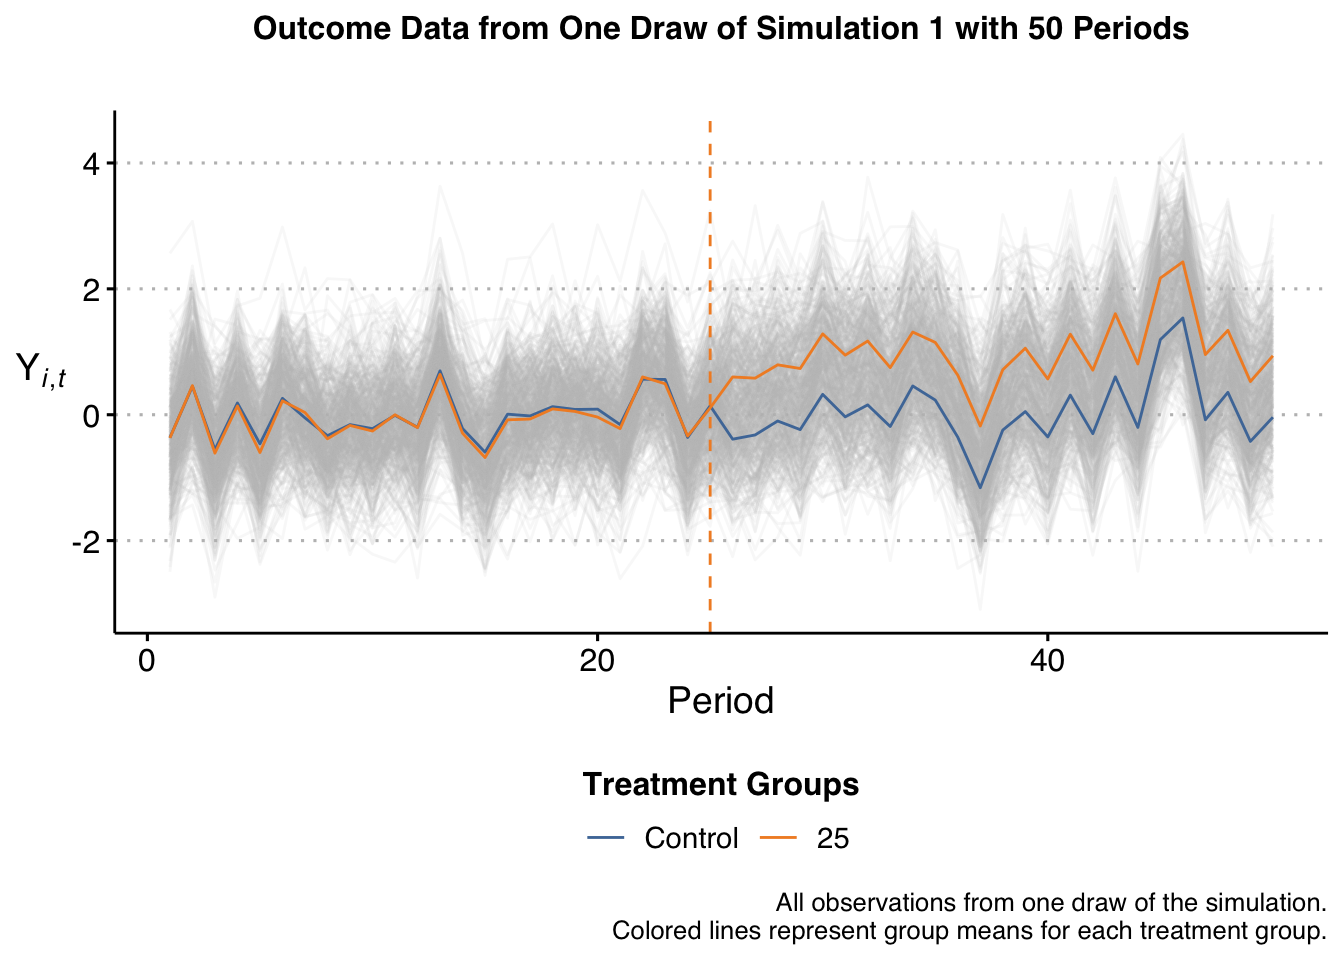 Outcome Data from One Draw of Simulation 1 with 50 Periods
4
2
Y i,t
0
-2
0 20 40
Period
Treatment Groups
Control 25
All observations from one draw of the simulation.
Colored lines represent group means for each treatment group.